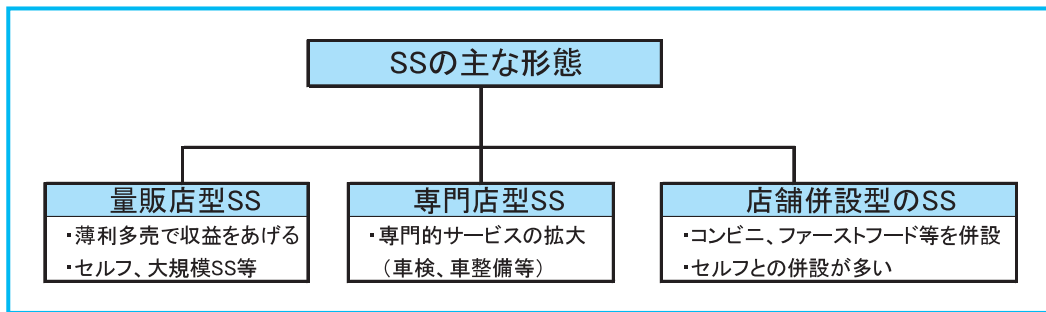 SSの主な形態
量販店型SS
・薄利多売で収益をあげる
・セルフ、大規模SS等
専門店型SS
・専門的サービスの拡大
（車検、車整備等）
店舗併設型のSS
・コンビニ、ファーストフード等を併設
・セルフとの併設が多い